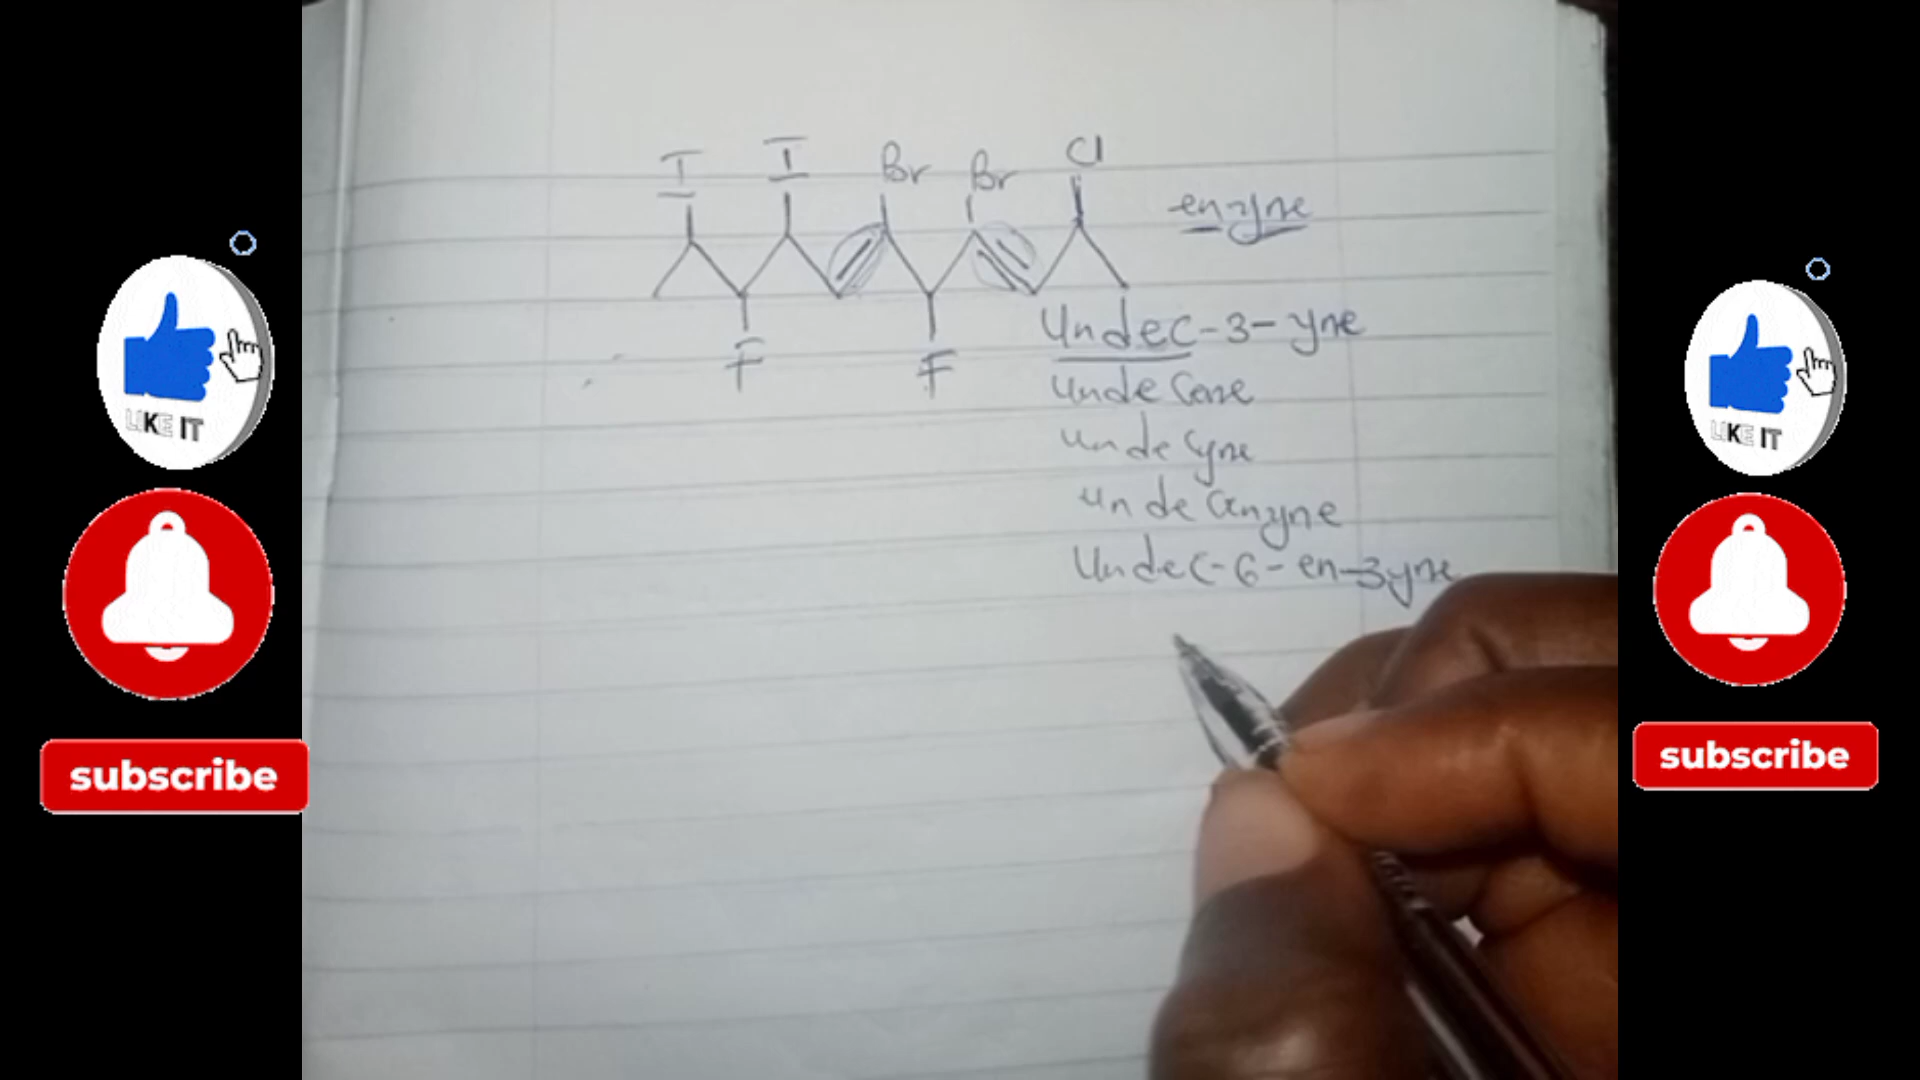 I I Br Br Cl
enzyne
F F
Undec-3-yne
undecene
undecyne
undecenyne
Undec-6-en-3yne
LIKE IT
subscribe
LIKE IT
subscribe